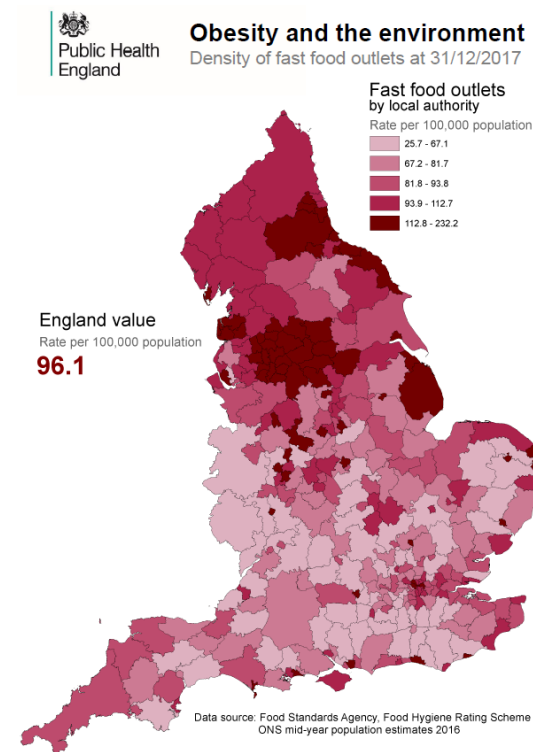 Public Health
England
Obesity and the environment
Density of fast food outlets at 31/12/2017
Fast food outlets
by local authority
Rate per 100,000 population
25.7 - 67.1
67.2 - 81.7
81.8 - 93.8
93.9 - 112.7
112.8 - 232.2
England value
Rate per 100,000 population
96.1
Data source: Food Standards Agency, Food Hygiene Rating Scheme
ONS mid-year population estimates 2016